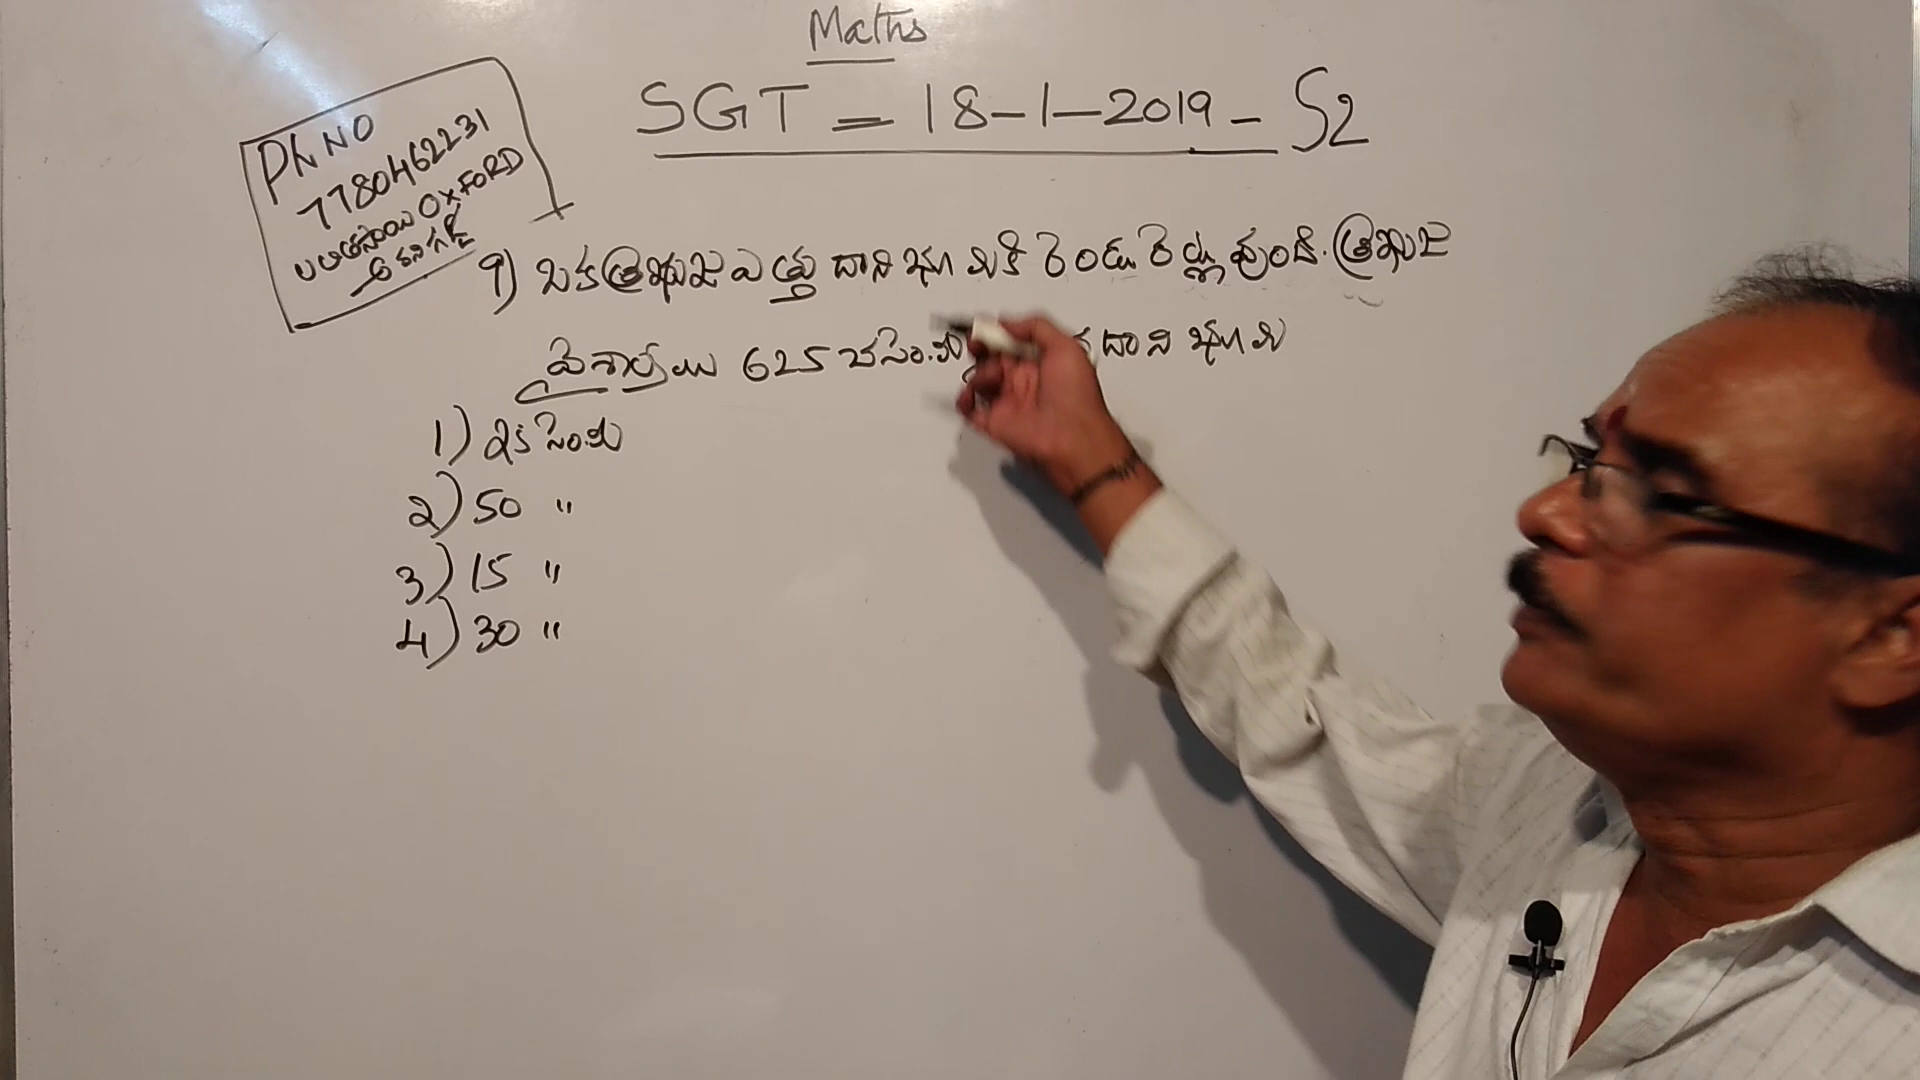 Maths
SGT = 18-1-2019 - S2
Ph NO
7780462231
OXFORD
9) ఒక త్రిభుజ ఎత్తు దాని భూమికి రెండు రెట్లు వుంది. త్రిభుజ
వైశాల్యము 625 చ సెం.మీ దాని భూమి
1) 25 సెం.మీ
2) 50 "
3) 15 "
4) 30 "